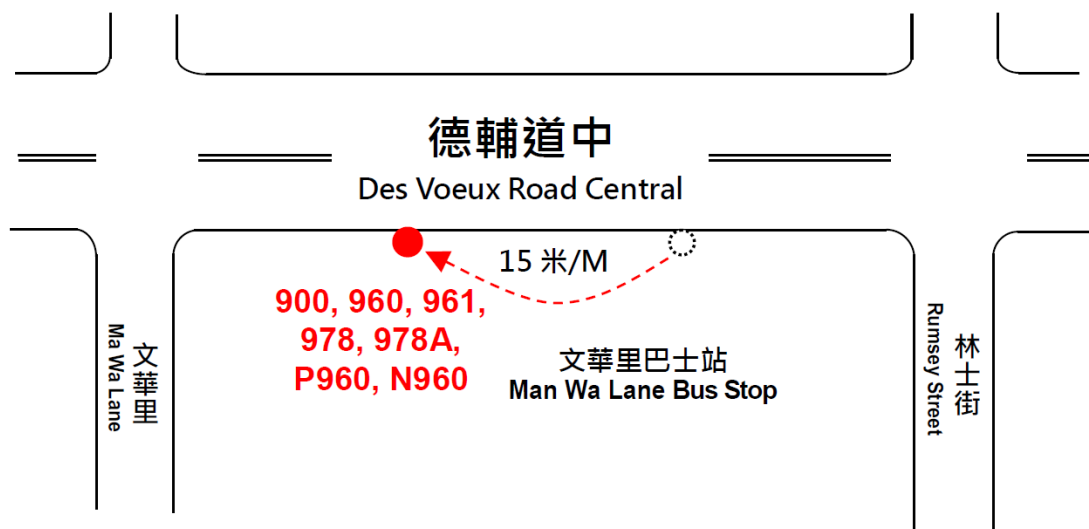 德輔道中
Des Voeux Road Central
15 米/M
900, 960, 961,
978, 978A,
P960, N960
文華里巴士站
Man Wa Lane Bus Stop
文華里
Ma Wa Lane
林士街
Rumsey Street